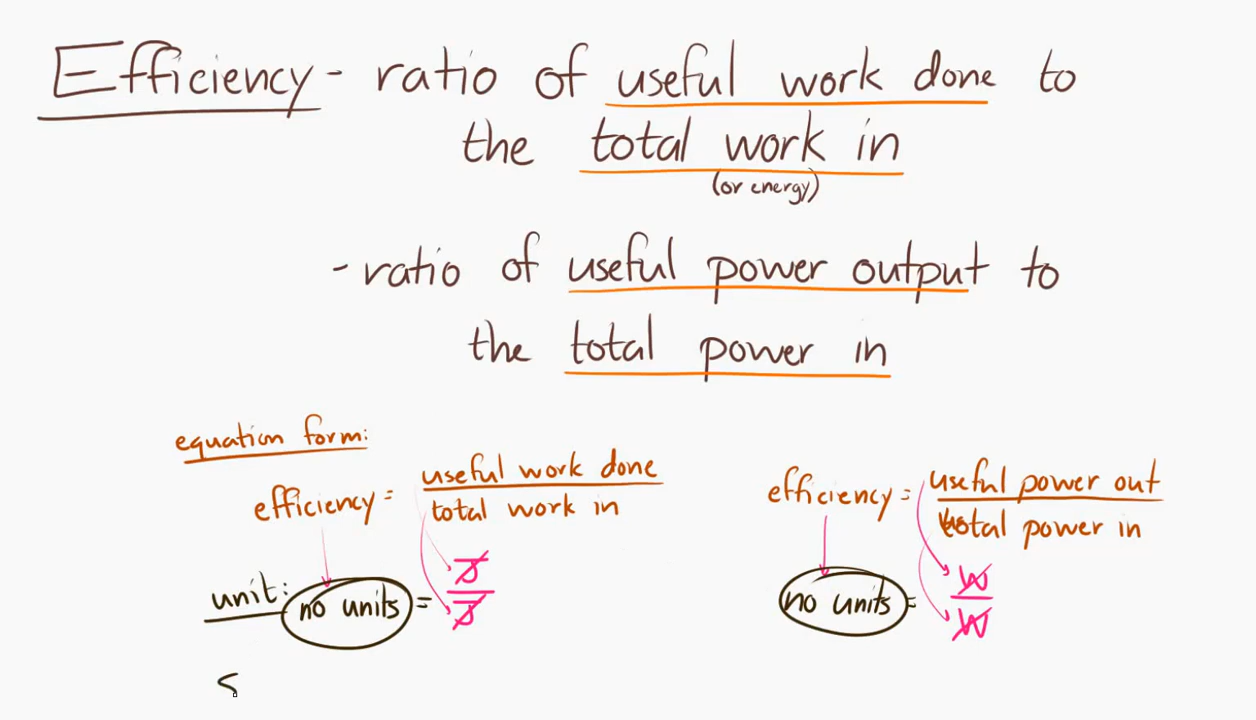 Efficiency - ratio of useful work done to
the total work in
(or energy)
- ratio of useful power output to
the total power in
equation form:
efficiency = useful work done
total work in
efficiency = useful power out
total power in
unit: no units = J
J
no units = W
W